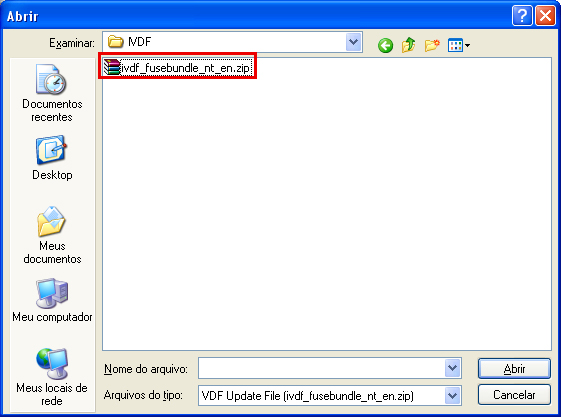 Abrir
Examinar: IVDF
ivdf_fusebundle_nt_en.zip
Documentos
recentes
Desktop
Meus
documentos
Meu computador
Meus locais de
rede
Nome do arquivo:
Abrir
Arquivos do tipo: VDF Update File (ivdf_fusebundle_nt_en.zip)
Cancelar